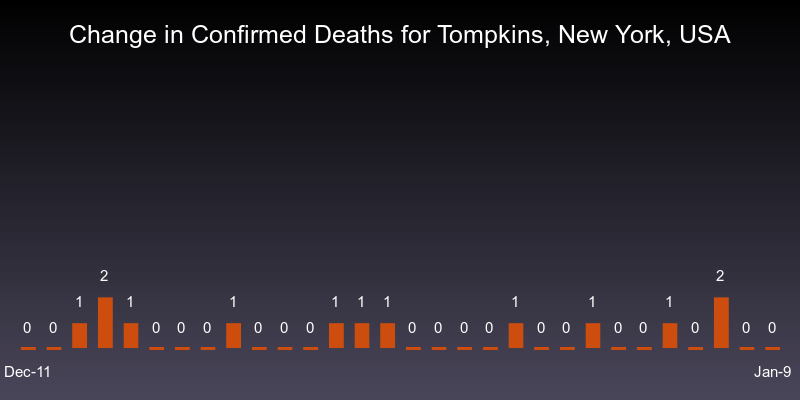 Change in Confirmed Deaths for Tompkins, New York, USA
0 0 1 2 1 0 0 0 1 0 0 0 1 1 1 0 0 0 0 1 0 0 1 0 0 1 0 2 0 0
Dec-11 Jan-9